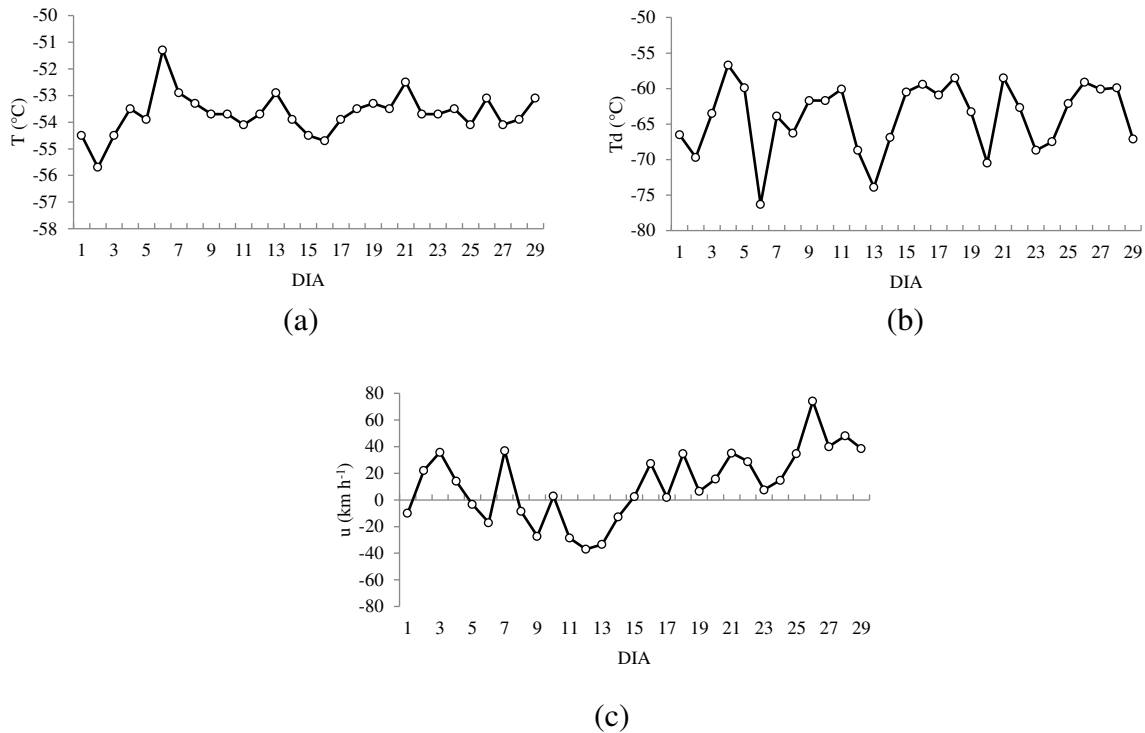 -50
-51
-52
-53
-54
-55
-56
-57
-58
T (°C)
1 3 5 7 9 11 13 15 17 19 21 23 25 27 29
DIA
(a)
-50
-55
-60
-65
-70
-75
-80
Td (°C)
1 3 5 7 9 11 13 15 17 19 21 23 25 27 29
DIA
(b)
80
60
40
20
0
-20
-40
-60
-80
u (km h⁻¹)
1 3 5 7 9 11 13 15 17 19 21 23 25 27 29
DIA
(c)